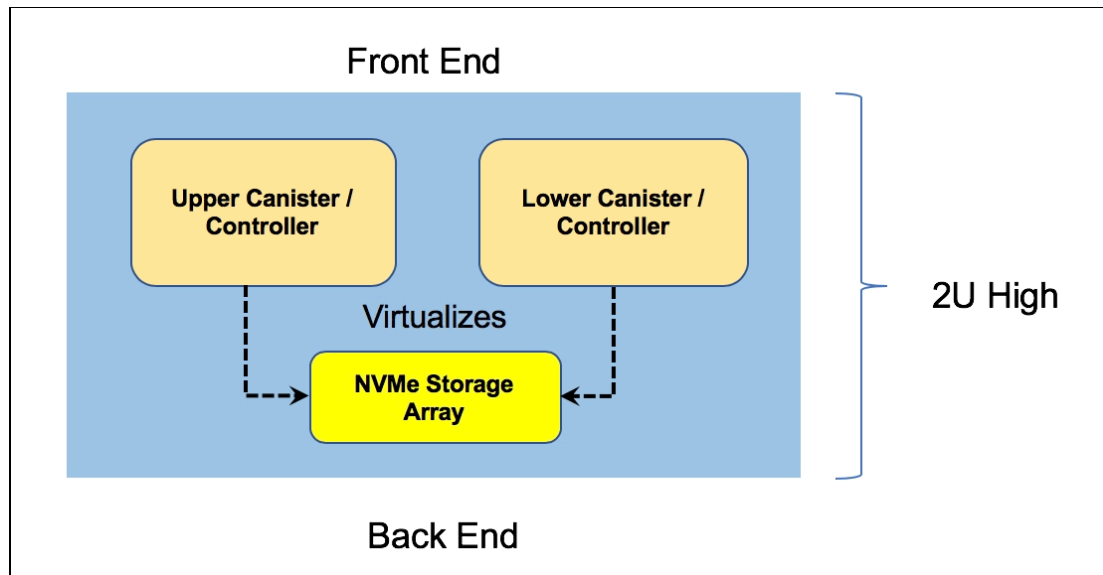 Front End
Upper Canister /
Controller
Lower Canister /
Controller
Virtualizes
2U High
NVMe Storage
Array
Back End